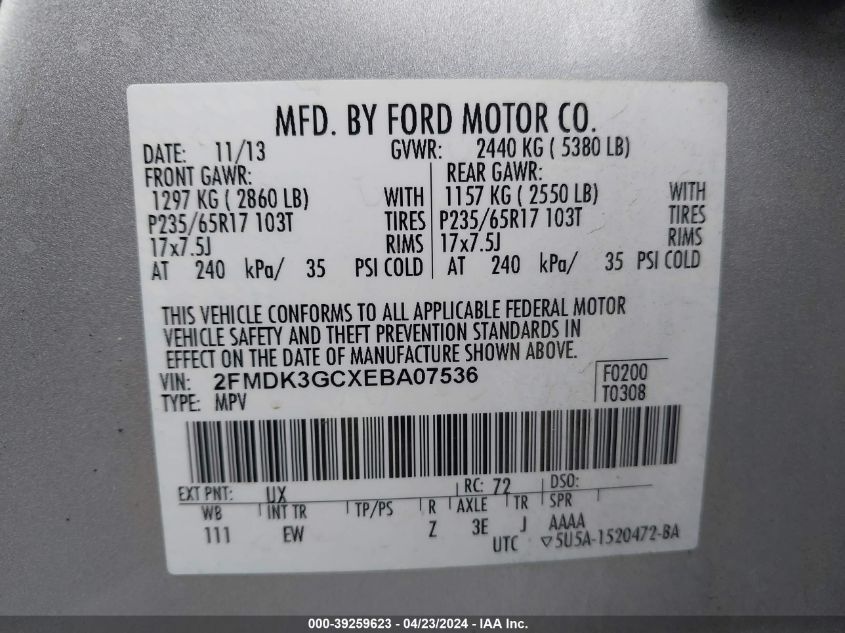 MFD. BY FORD MOTOR CO.
DATE: 11/13 GVWR: 2440 KG ( 5380 LB)
FRONT GAWR: REAR GAWR:
1297 KG ( 2860 LB) WITH 1157 KG ( 2550 LB) WITH
P235/65R17 103T TIRES P235/65R17 103T TIRES
17x7.5J RIMS 17x7.5J RIMS
AT 240 kPa/ 35 PSI COLD AT 240 kPa/ 35 PSI COLD
THIS VEHICLE CONFORMS TO ALL APPLICABLE FEDERAL MOTOR
VEHICLE SAFETY AND THEFT PREVENTION STANDARDS IN
EFFECT ON THE DATE OF MANUFACTURE SHOWN ABOVE.
VIN: 2FMDK3GCXEBA07536 F0200
TYPE: MPV T0308
EXT PNT: UX RC: 72 DSO:
WB INT TR TP/PS R AXLE TR SPR
111 EW Z 3E J AAAA
UTC ▽5U5A-1520472-BA
000-39259623 - 04/23/2024 - IAA Inc.